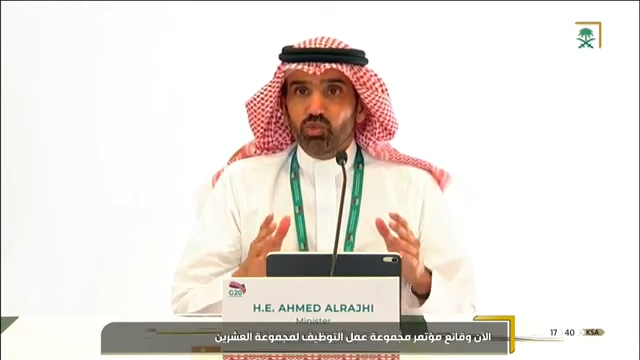 G20
H.E. AHMED ALRAJHI
Minister
الآن وقائع مؤتمر مجموعة عمل التوظيف لمجموعة العشرين
17 • 40 KSA